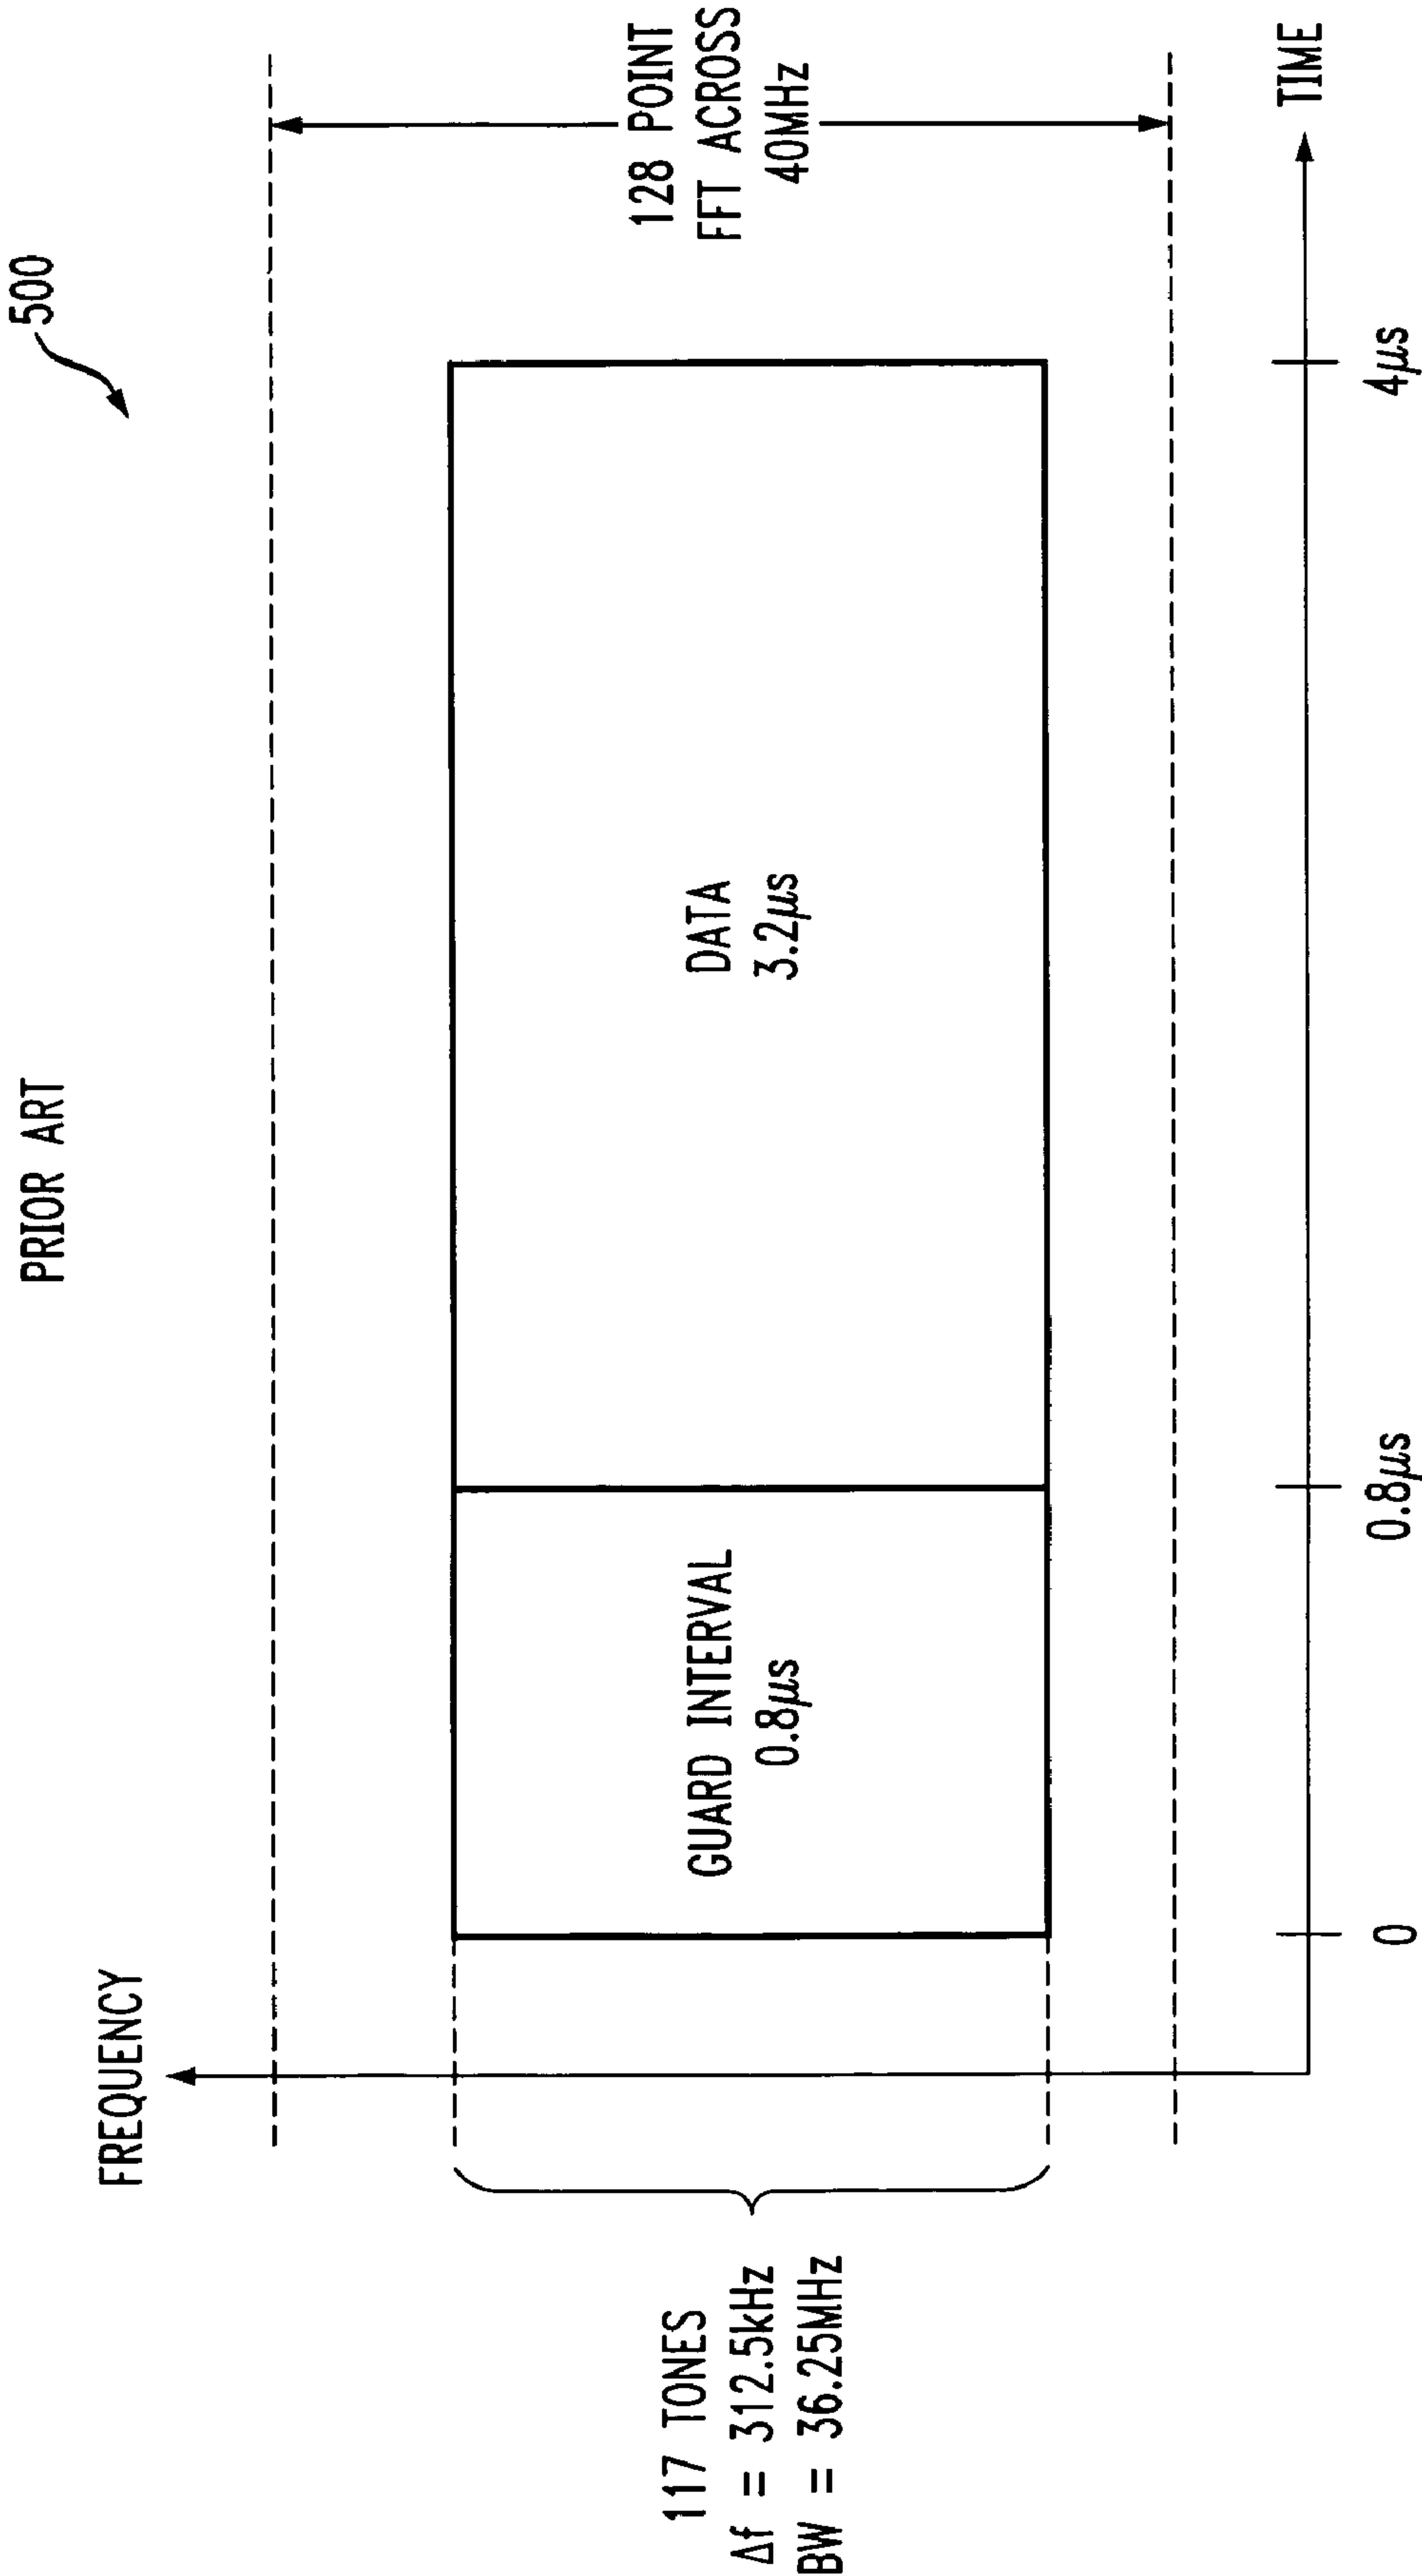 PRIOR ART
500
FREQUENCY
128 POINT
FFT ACROSS
40MHz
117 TONES
Δf = 312.5kHz
BW = 36.25MHz
GUARD INTERVAL
0.8μs
DATA
3.2μs
TIME
0
0.8μs
4μs